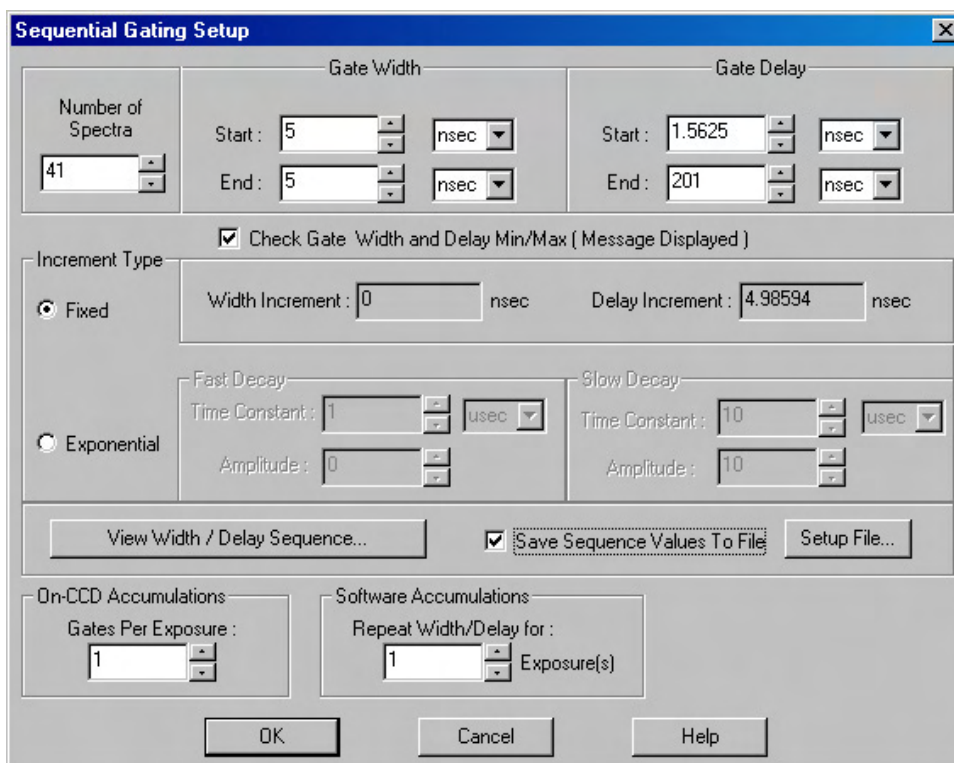 Sequential Gating Setup
Number of
Spectra
41
Gate Width
Start : 5 nsec
End : 5 nsec
Gate Delay
Start : 1.5625 nsec
End : 201 nsec
Check Gate Width and Delay Min/Max ( Message Displayed )
Increment Type
Fixed
Width Increment : 0 nsec
Delay Increment : 4.98594 nsec
Exponential
Fast Decay
Time Constant : 1 usec
Amplitude : 0
Slow Decay
Time Constant : 10 usec
Amplitude : 10
View Width / Delay Sequence...
Save Sequence Values To File
Setup File...
On-CCD Accumulations
Gates Per Exposure :
1
Software Accumulations
Repeat Width/Delay for :
1 Exposure(s)
OK
Cancel
Help